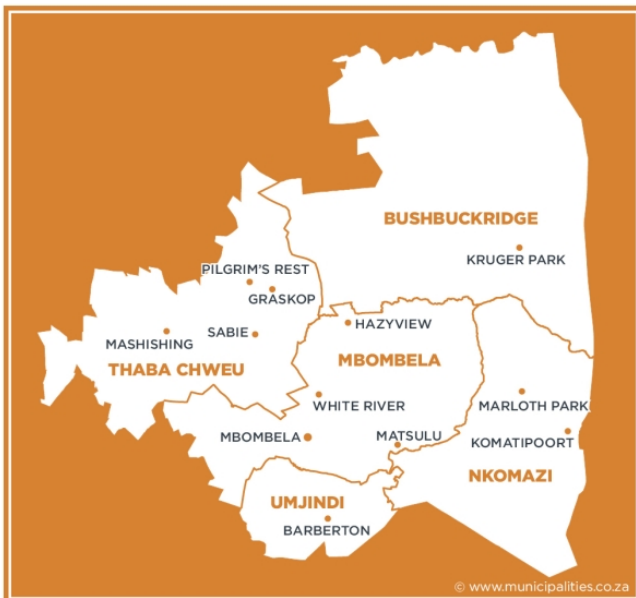 BUSHBUCKRIDGE
KRUGER PARK
PILGRIM'S REST
GRASKOP
HAZYVIEW
SABIE
MASHISHING
THABA CHWEU
MBOMBELA
WHITE RIVER
MARLOTH PARK
MBOMBELA
MATSULU
KOMATIPOORT
NKOMAZI
UMJINDI
BARBERTON
© www.municipalities.co.za